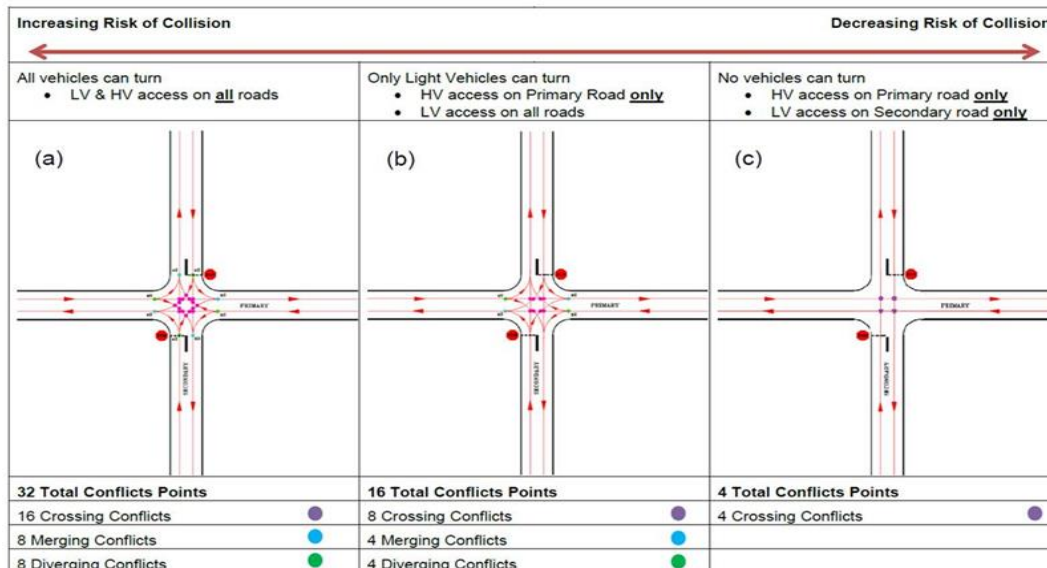 Increasing Risk of Collision
Decreasing Risk of Collision
All vehicles can turn
• LV & HV access on all roads
Only Light Vehicles can turn
• HV access on Primary Road only
• LV access on all roads
No vehicles can turn
• HV access on Primary road only
• LV access on Secondary road only
(a)
(b)
(c)
PRIMARY
PRIMARY
PRIMARY
SECONDARY
SECONDARY
SECONDARY
32 Total Conflicts Points
16 Total Conflicts Points
4 Total Conflicts Points
16 Crossing Conflicts
8 Crossing Conflicts
4 Crossing Conflicts
8 Merging Conflicts
4 Merging Conflicts
8 Diverging Conflicts
4 Diverging Conflicts